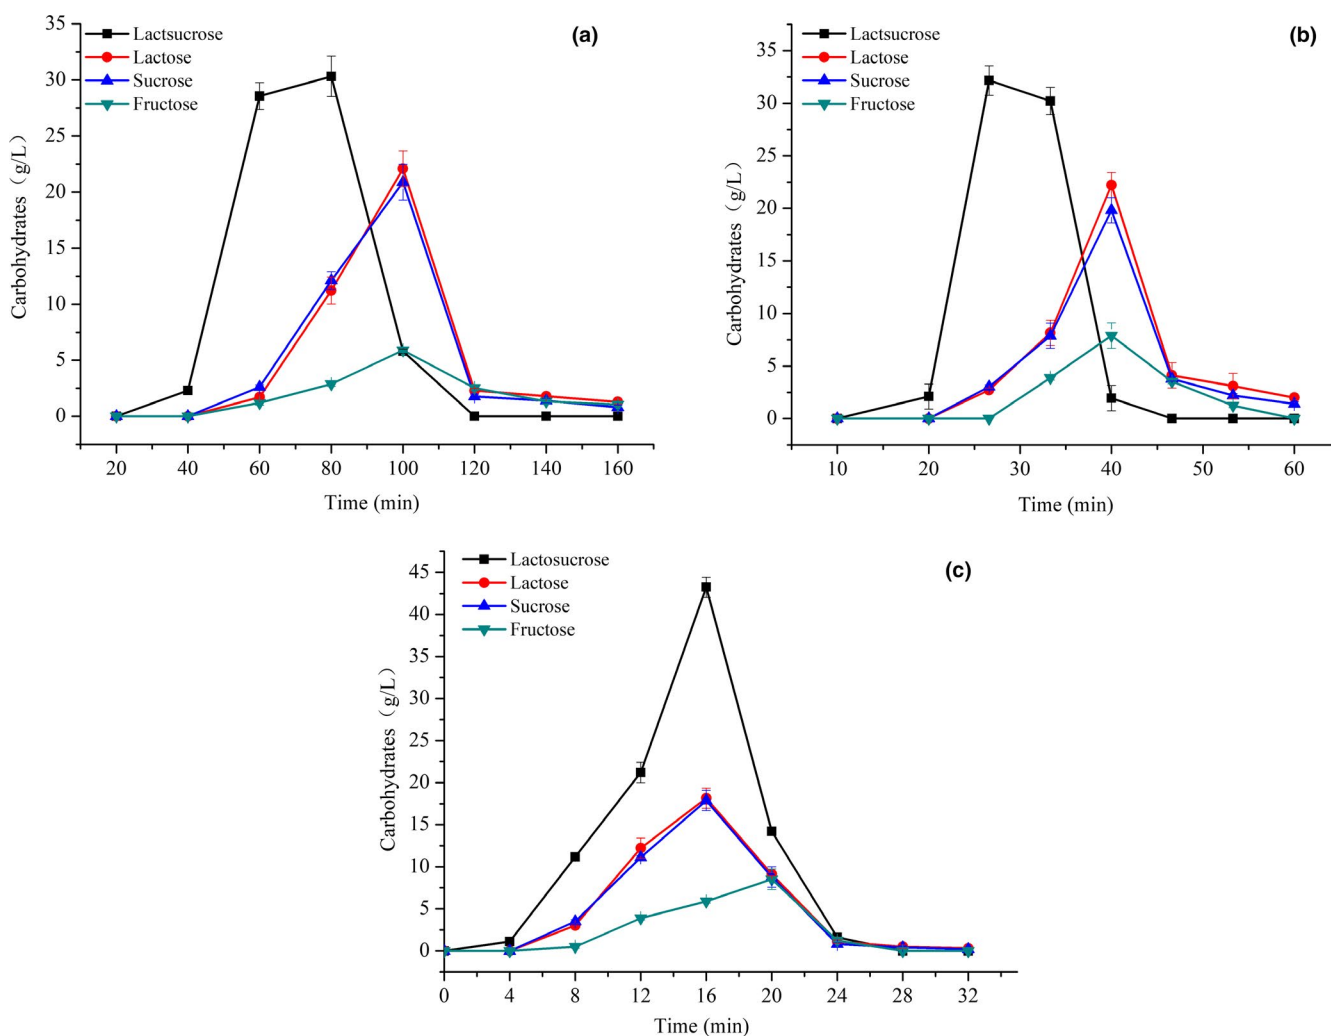 (a)
Lactsucrose
Lactose
Sucrose
Fructose
Carbohydrates (g/L)
35
30
25
20
15
10
5
0
20 40 60 80 100 120 140 160
Time (min)
(b)
Lactsucrose
Lactose
Sucrose
Fructose
Carbohydrates (g/L)
35
30
25
20
15
10
5
0
10 20 30 40 50 60
Time (min)
(c)
Lactosucrose
Lactose
Sucrose
Fructose
Carbohydrates (g/L)
45
40
35
30
25
20
15
10
5
0
0 4 8 12 16 20 24 28 32
Time (min)